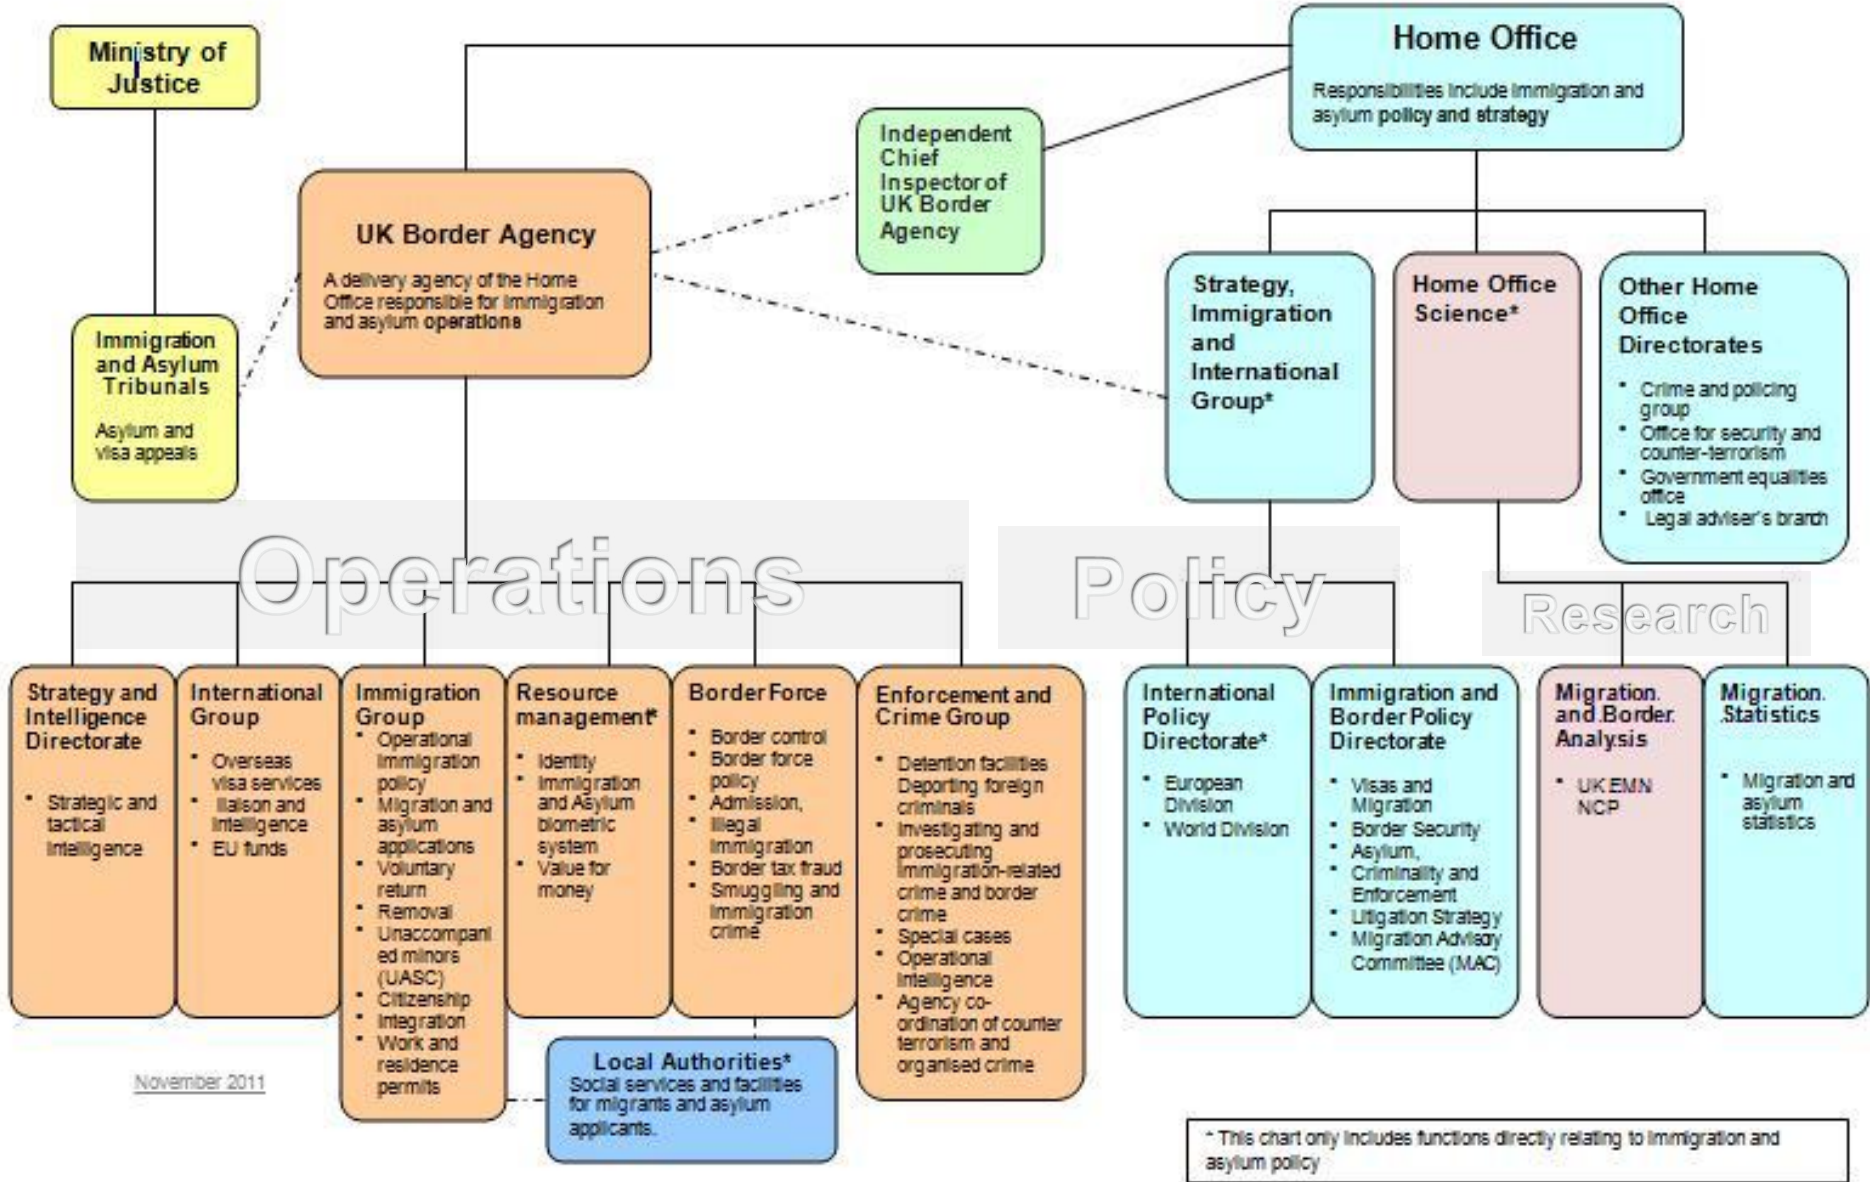 Ministry of
Justice
Home Office
Responsibilities include immigration and
asylum policy and strategy
Independent
Chief
Inspector of
UK Border
Agency
UK Border Agency
A delivery agency of the Home
Office responsible for immigration
and asylum operations
Immigration
and Asylum
Tribunals
Asylum and
visa appeals
Strategy,
Immigration
and
International
Group*
Home Office
Science*
Other Home
Office
Directorates
• Crime and policing
group
• Office for security and
counter-terrorism
• Government equalities
office
• Legal adviser's branch
Operations
Policy
Research
Strategy and
Intelligence
Directorate
• Strategic and
tactical
intelligence
International
Group
• Overseas
visa services
• liaison and
intelligence
• EU funds
Immigration
Group
• Operational
immigration
policy
• Migration and
asylum
applications
• Voluntary
return
• Removal
• Unaccompani
ed minors
(UASC)
• Citizenship
• Integration
• Work and
residence
permits
Resource
management*
• Identity
• Immigration
and Asylum
biometric
system
• Value for
money
Border Force
• Border control
• Border force
policy
• Admission,
• Illegal
immigration
• Border tax fraud
• Smuggling and
immigration
crime
Enforcement and
Crime Group
• Detention facilities
Deporting foreign
criminals
• Investigating and
prosecuting
immigration-related
crime and border
crime
• Special cases
• Operational
intelligence
• Agency co-
ordination of counter
terrorism and
organised crime
International
Policy
Directorate*
• European
Division
• World Division
Immigration and
Border Policy
Directorate
• Visas and
Migration
• Border Security
• Asylum,
• Criminality and
Enforcement
• Litigation Strategy
• Migration Advisory
Committee (MAC)
Migration.
and.Border.
Analysis
• UK EMN
NCP
Migration.
.Statistics
• Migration and
asylum
statistics
Local Authorities*
Social services and facilities
for migrants and asylum
applicants.
November 2011
* This chart only includes functions directly relating to immigration and
asylum policy